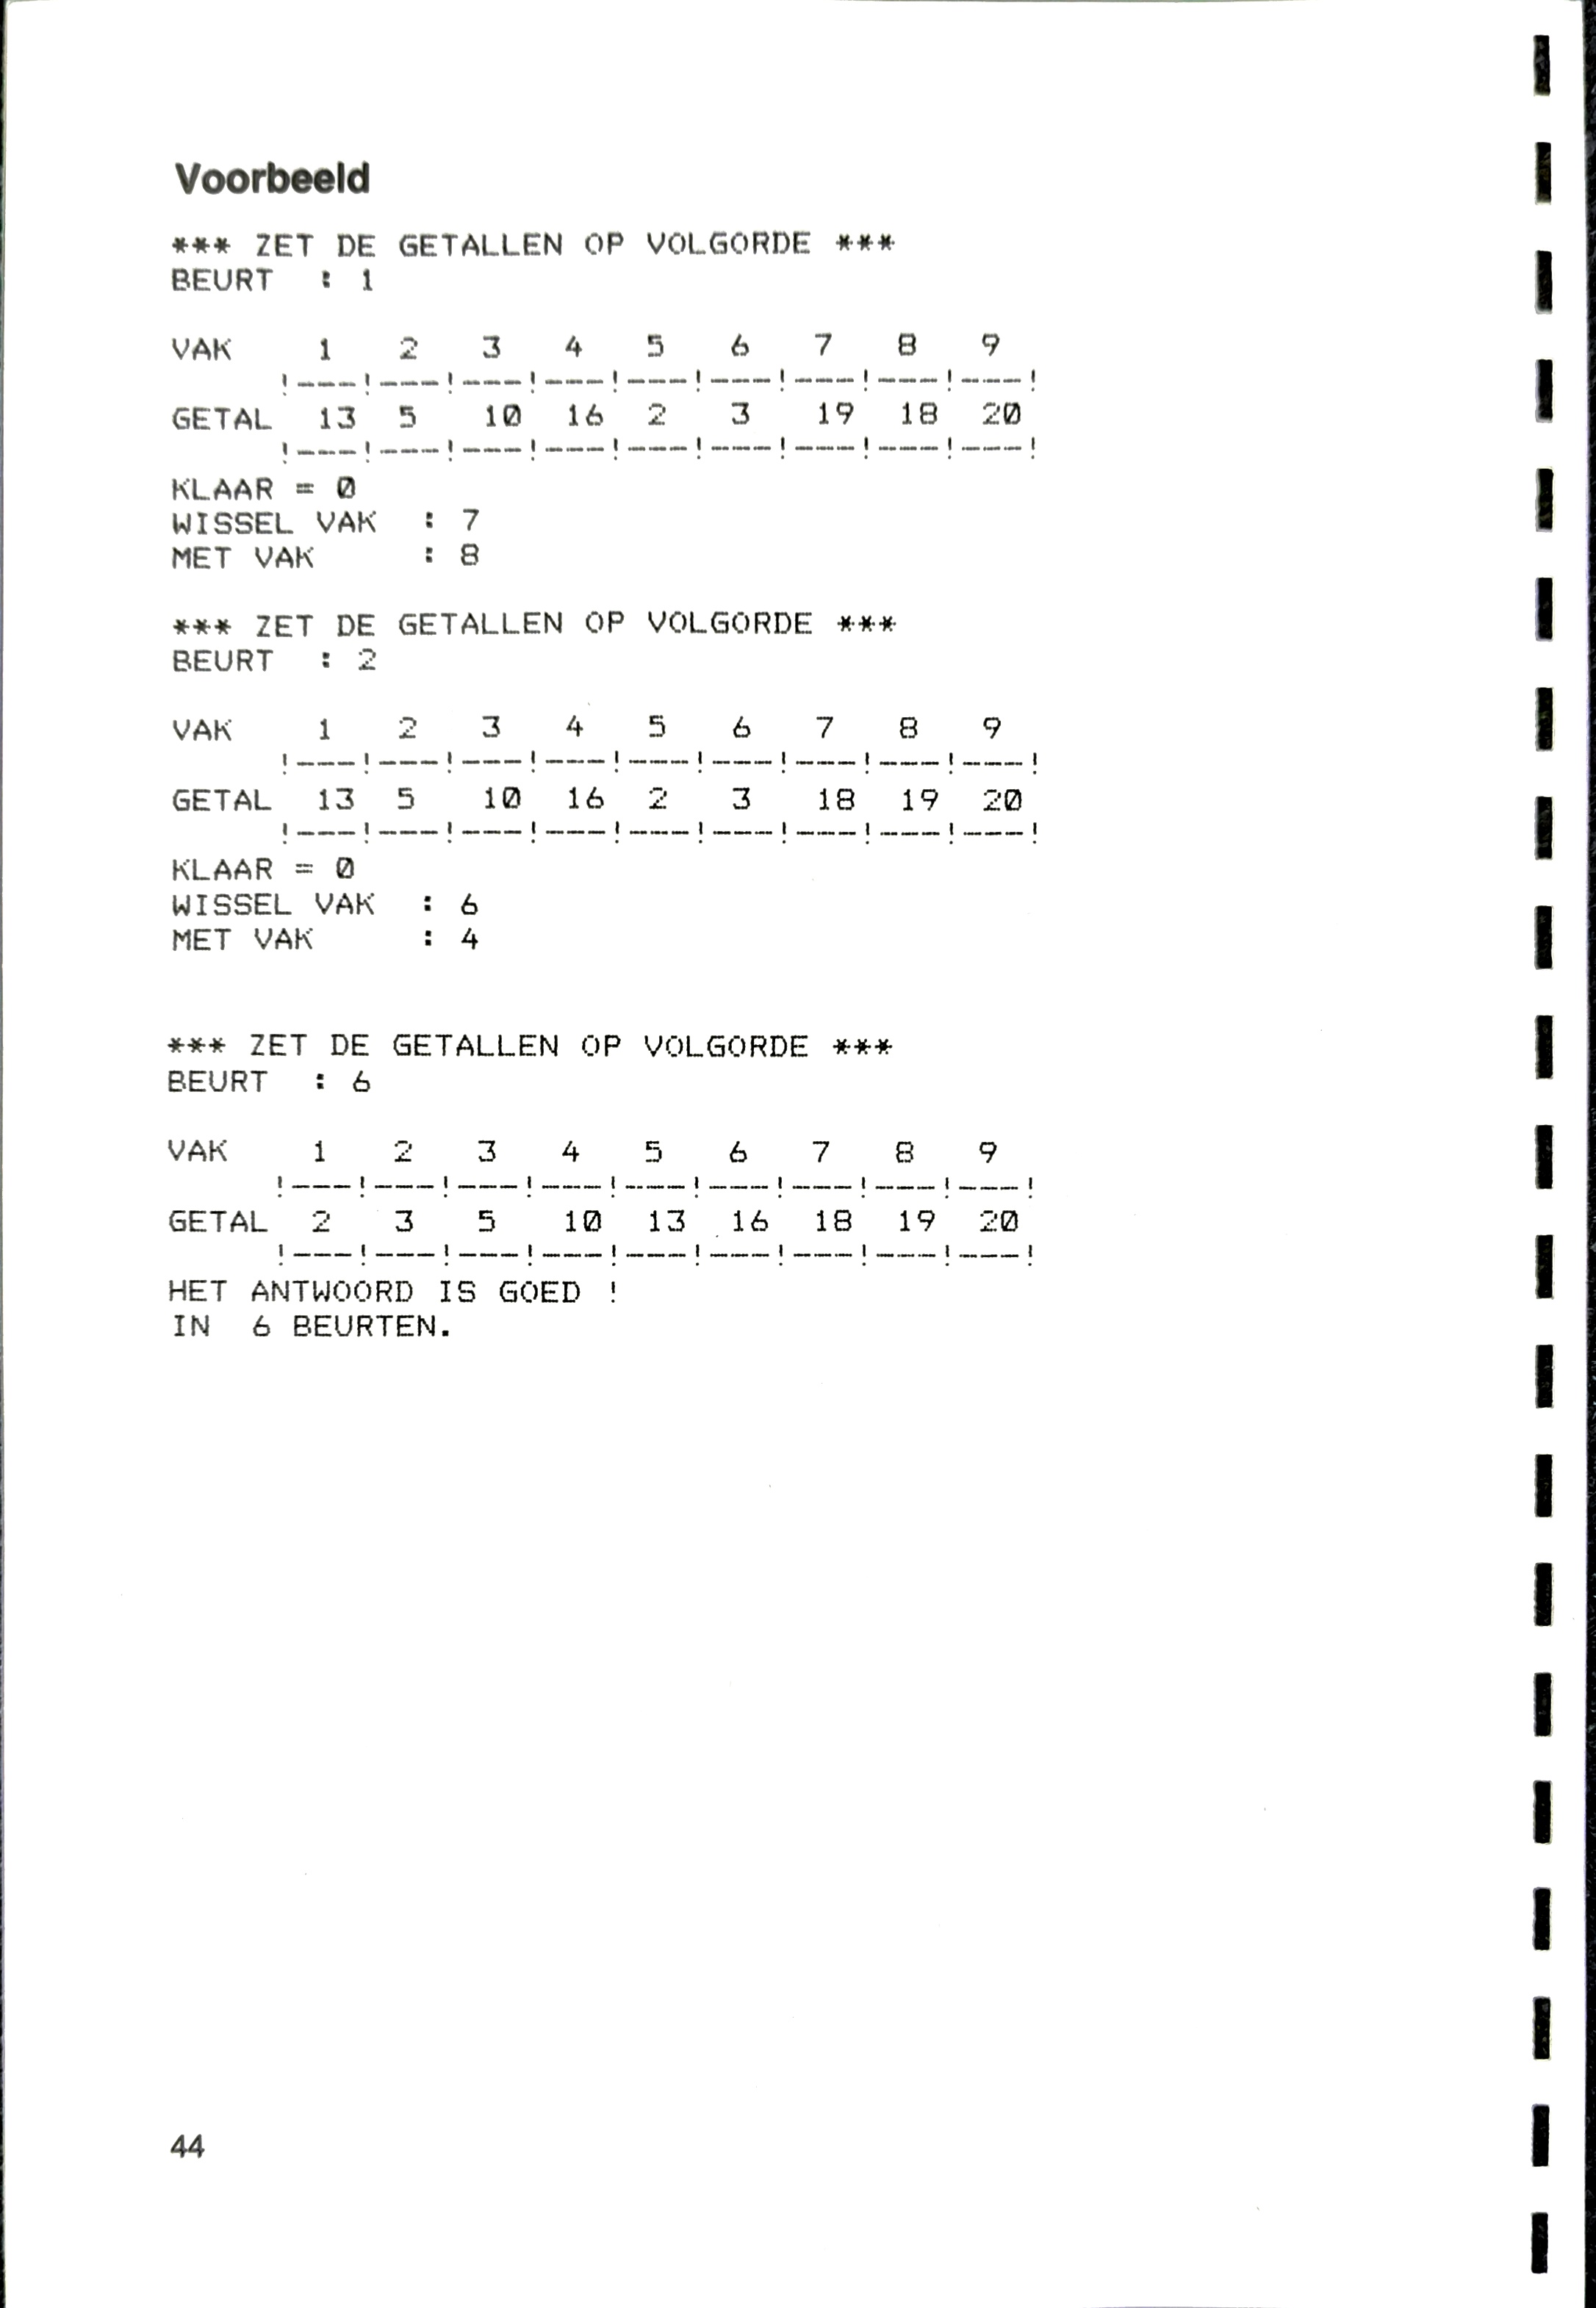 Voorbeeld
*** ZET DE GETALLEN OP VOLGORDE ***
BEURT  : 1
VAK    1   2   3   4   5   6   7   8   9
!---!---!---!---!---!---!---!---!---!
GETAL  13  5   10  16  2   3   19  18  20
!---!---!---!---!---!---!---!---!---!
KLAAR = 0
WISSEL VAK  : 7
MET VAK     : 8
*** ZET DE GETALLEN OP VOLGORDE ***
BEURT  : 2
VAK    1   2   3   4   5   6   7   8   9
!---!---!---!---!---!---!---!---!---!
GETAL  13  5   10  16  2   3   18  19  20
!---!---!---!---!---!---!---!---!---!
KLAAR = 0
WISSEL VAK  : 6
MET VAK     : 4
*** ZET DE GETALLEN OP VOLGORDE ***
BEURT  : 6
VAK    1   2   3   4   5   6   7   8   9
!---!---!---!---!---!---!---!---!---!
GETAL  2   3   5   10  13  16  18  19  20
!---!---!---!---!---!---!---!---!---!
HET ANTWOORD IS GOED !
IN  6 BEURTEN.
44